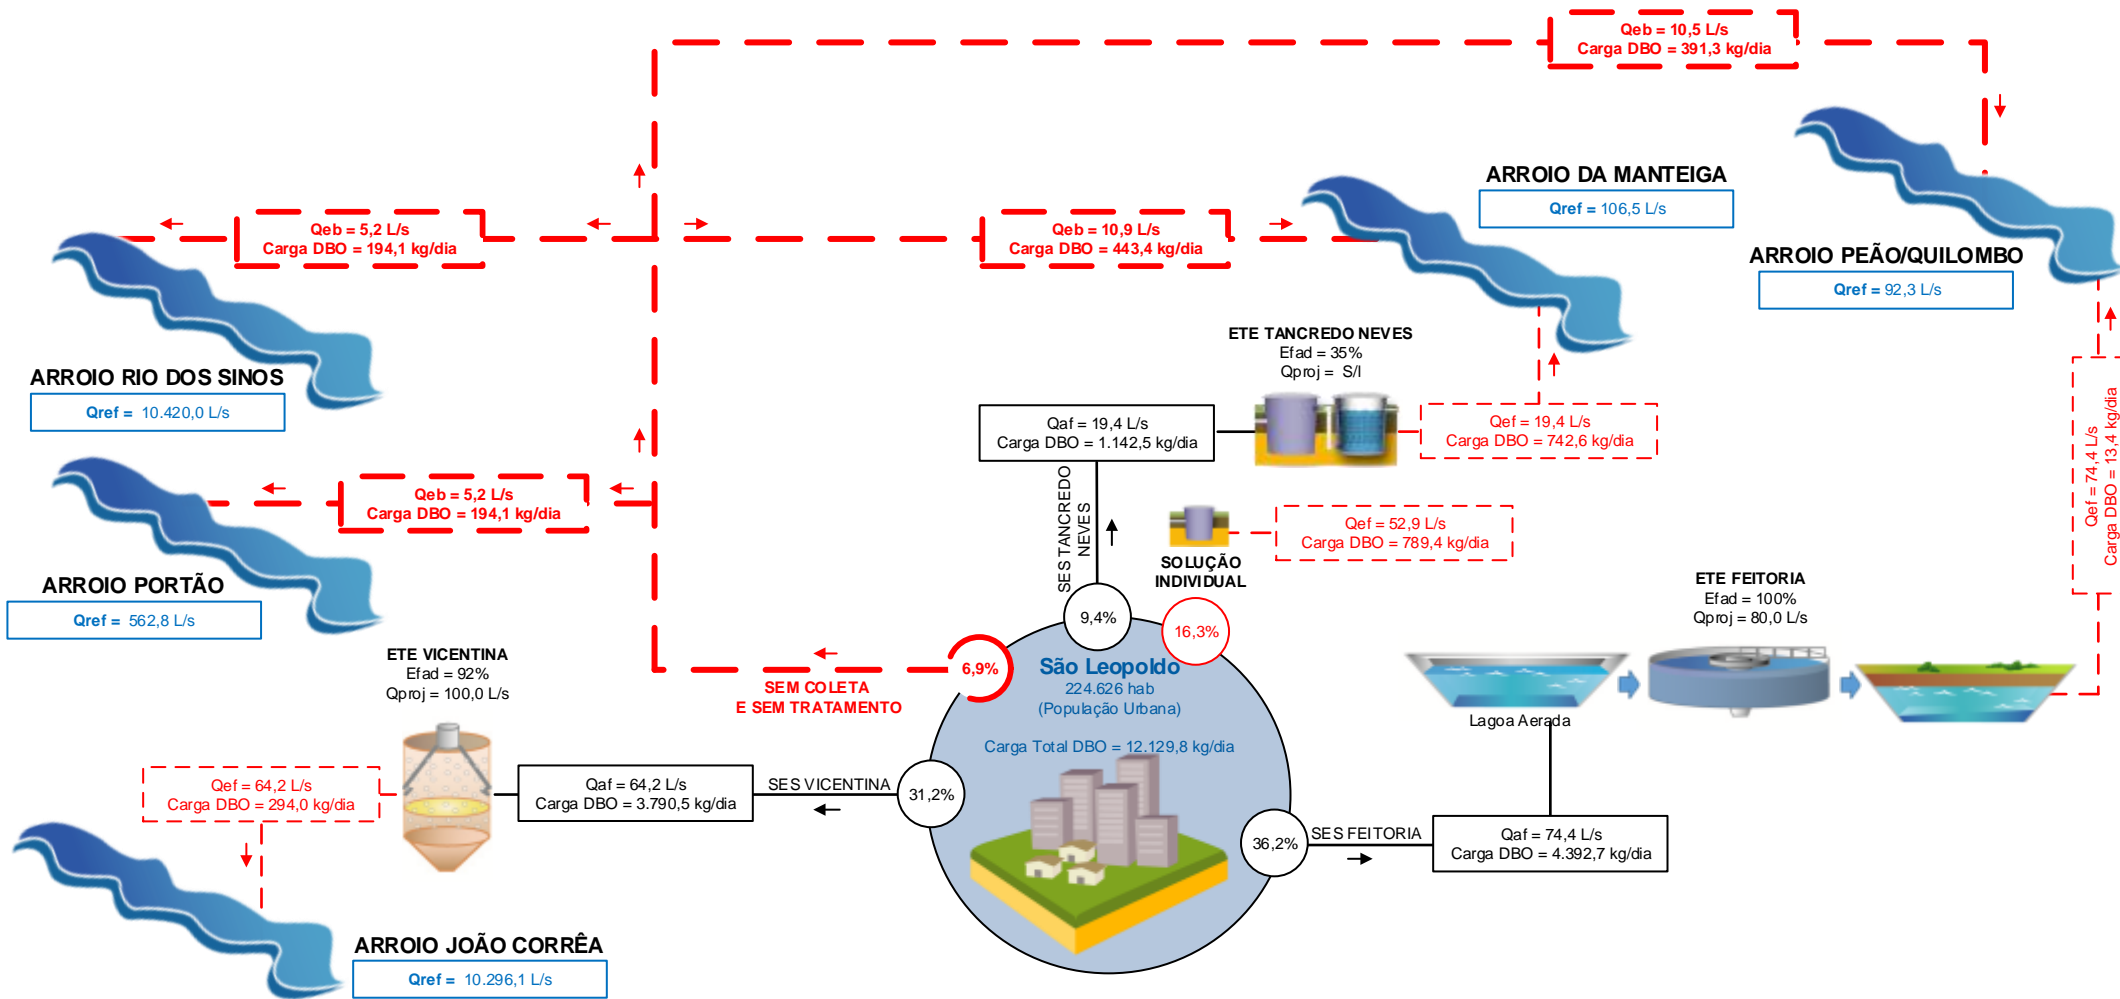 Qeb = 10,5 L/s
Carga DBO = 391,3 kg/dia
ARROIO DA MANTEIGA
Qref = 106,5 L/s
Qeb = 5,2 L/s
Carga DBO = 194,1 kg/dia
Qeb = 10,9 L/s
Carga DBO = 443,4 kg/dia
ARROIO PEÃO/QUILOMBO
Qref = 92,3 L/s
ETE TANCREDO NEVES
Efad = 35%
Qproj = S/I
ARROIO RIO DOS SINOS
Qref = 10.420,0 L/s
Qaf = 19,4 L/s
Carga DBO = 1.142,5 kg/dia
Qef = 19,4 L/s
Carga DBO = 742,6 kg/dia
Qef = 74,4 L/s
Carga DBO = 13,4 kg/dia
Qeb = 5,2 L/s
Carga DBO = 194,1 kg/dia
SES TANCREDO
NEVES
Qef = 52,9 L/s
Carga DBO = 789,4 kg/dia
SOLUÇÃO
INDIVIDUAL
ARROIO PORTÃO
Qref = 562,8 L/s
ETE FEITORIA
Efad = 100%
Qproj = 80,0 L/s
9,4%
16,3%
6,9%
SEM COLETA
E SEM TRATAMENTO
São Leopoldo
224.626 hab
(População Urbana)
Carga Total DBO = 12.129,8 kg/dia
ETE VICENTINA
Efad = 92%
Qproj = 100,0 L/s
Lagoa Aerada
Qef = 64,2 L/s
Carga DBO = 294,0 kg/dia
Qaf = 64,2 L/s
Carga DBO = 3.790,5 kg/dia
SES VICENTINA
31,2%
36,2%
SES FEITORIA
Qaf = 74,4 L/s
Carga DBO = 4.392,7 kg/dia
ARROIO JOÃO CORRÊA
Qref = 10.296,1 L/s